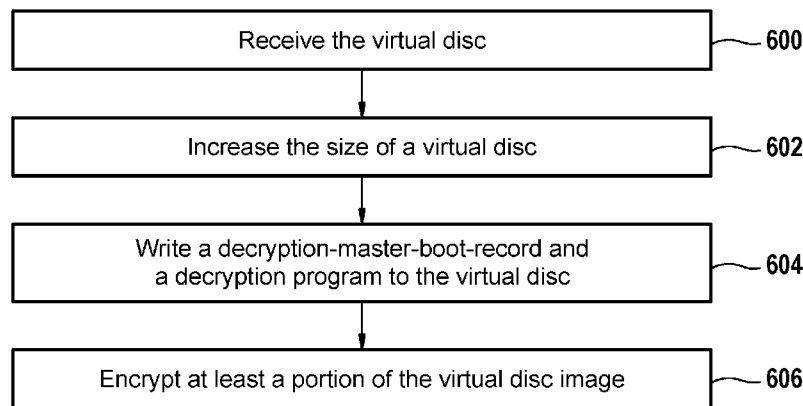 Receive the virtual disc 600
Increase the size of a virtual disc 602
Write a decryption-master-boot-record and
a decryption program to the virtual disc 604
Encrypt at least a portion of the virtual disc image 606